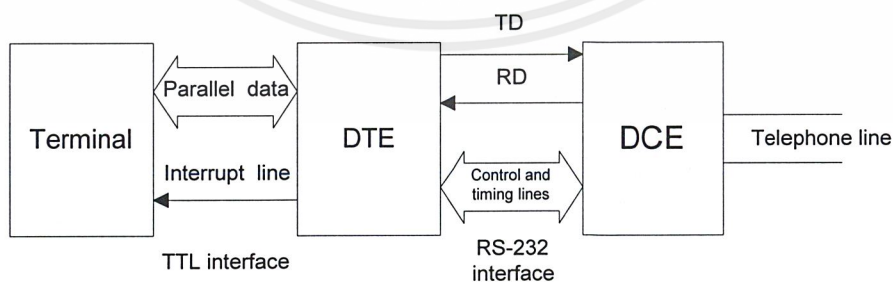 TD
RD
Parallel data
Terminal
DTE
DCE
Telephone line
Interrupt line
Control and
timing lines
TTL interface
RS-232
interface